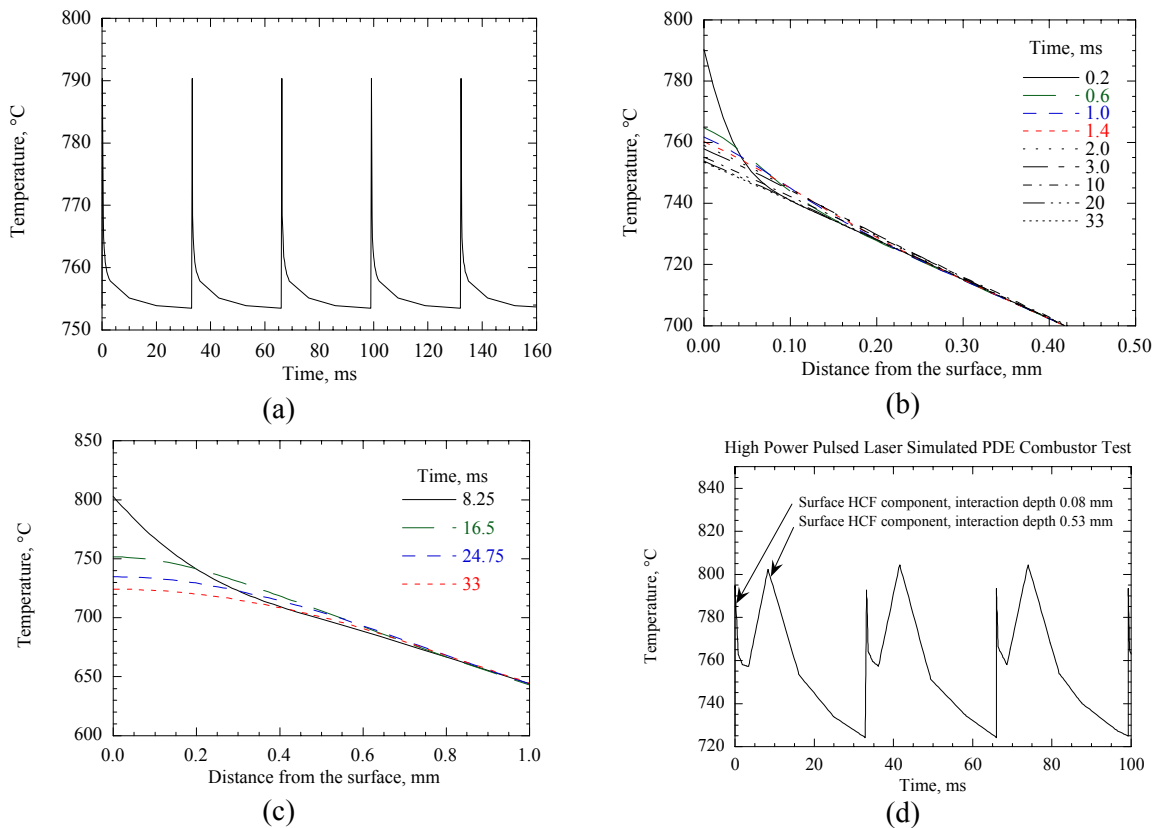 800
790
780
770
760
750
Temperature, °C
0 20 40 60 80 100 120 140 160
Time, ms
(a)
800
780
760
740
720
700
Temperature, °C
Time, ms
0.2
0.6
1.0
1.4
2.0
3.0
10
20
33
0.00 0.10 0.20 0.30 0.40 0.50
Distance from the surface, mm
(b)
850
800
750
700
650
600
Temperature, °C
Time, ms
8.25
16.5
24.75
33
0.0 0.2 0.4 0.6 0.8 1.0
Distance from the surface, mm
(c)
High Power Pulsed Laser Simulated PDE Combustor Test
840
820
800
780
760
740
720
Temperature, °C
Surface HCF component, interaction depth 0.08 mm
Surface HCF component, interaction depth 0.53 mm
0 20 40 60 80 100
Time, ms
(d)